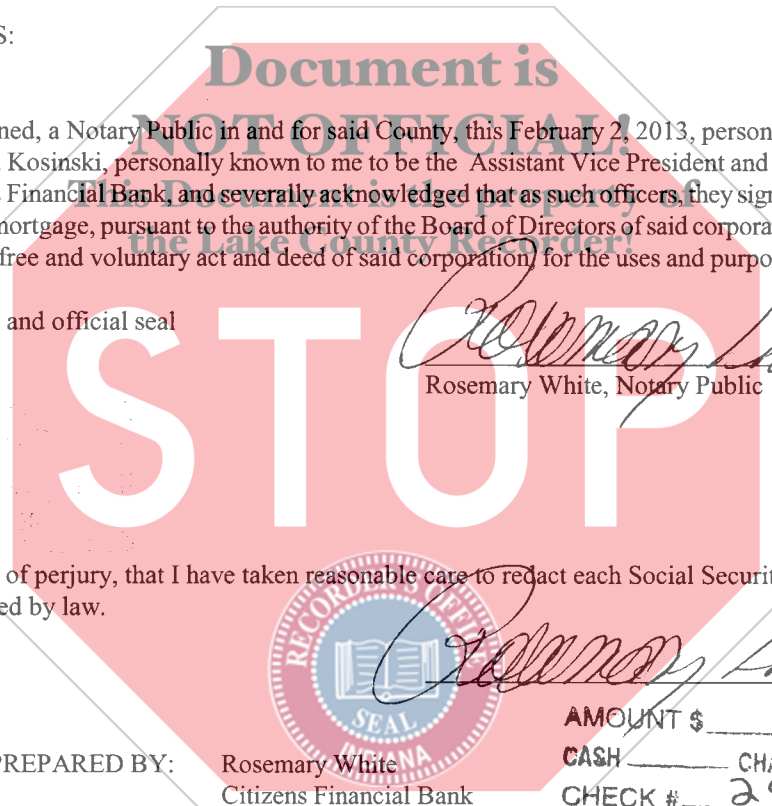 S:
Document is
ned, a Notary Public in and for said County, this February 2, 2013, person
NOT OFFICIAL!
Kosinski, personally known to me to be the Assistant Vice President and
Financial Bank, and severally acknowledged that as such officers, they sign
This Document is the property of
ortgage, pursuant to the authority of the Board of Directors of said corpora
the Lake County Recorder!
free and voluntary act and deed of said corporation, for the uses and purpo
and official seal
Rosemary
Rosemary White, Notary Public
STOP
of perjury, that I have taken reasonable care to redact each Social Securit
ed by law.
RECORDER'S OFFICE
Rosemary
SEAL
INDIANA
AMOUNT $
PREPARED BY: Rosemary White
CASH CHA
Citizens Financial Bank
CHECK # 2